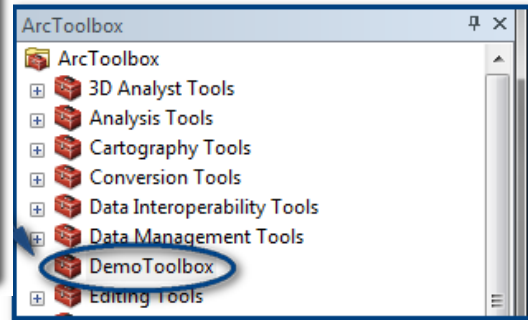 ArcToolbox
ArcToolbox
3D Analyst Tools
Analysis Tools
Cartography Tools
Conversion Tools
Data Interoperability Tools
Data Management Tools
DemoToolbox
Editing Tools